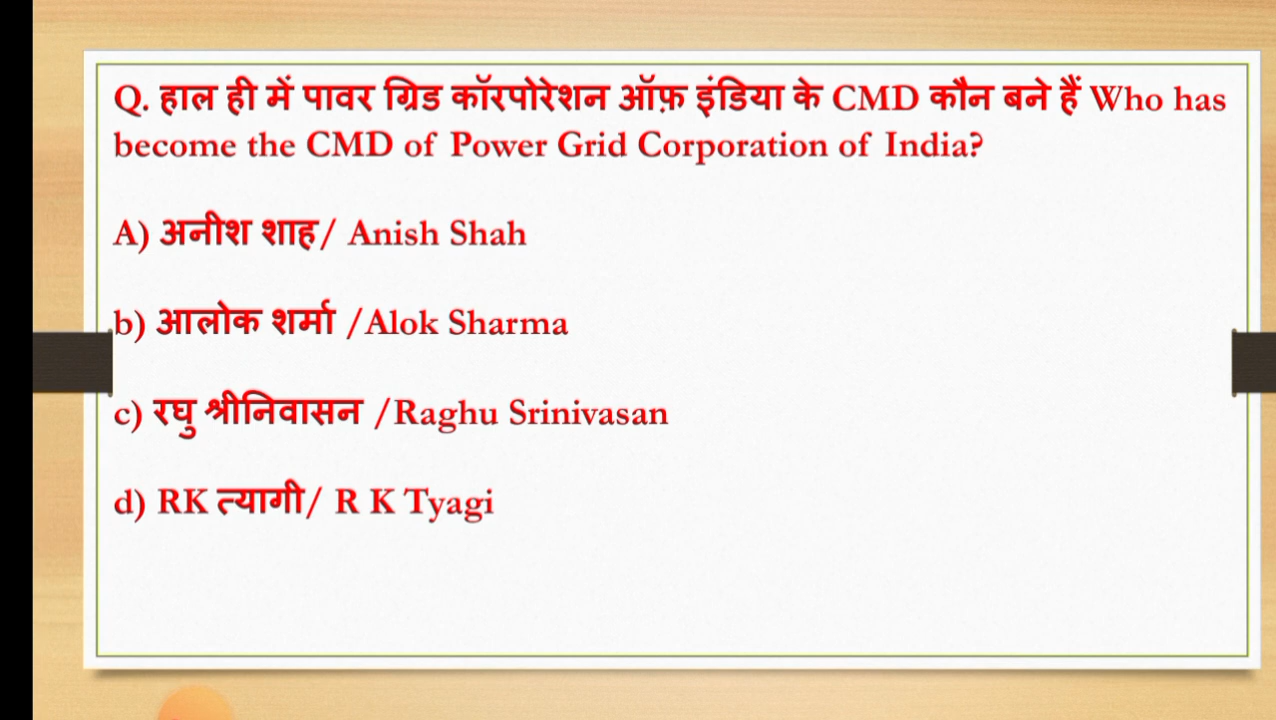 Q. हाल ही में पावर ग्रिड कॉरपोरेशन ऑफ़ इंडिया के CMD कौन बने हैं Who has
become the CMD of Power Grid Corporation of India?
A) अनीश शाह/ Anish Shah
b) आलोक शर्मा /Alok Sharma
c) रघु श्रीनिवासन /Raghu Srinivasan
d) RK त्यागी/ R K Tyagi